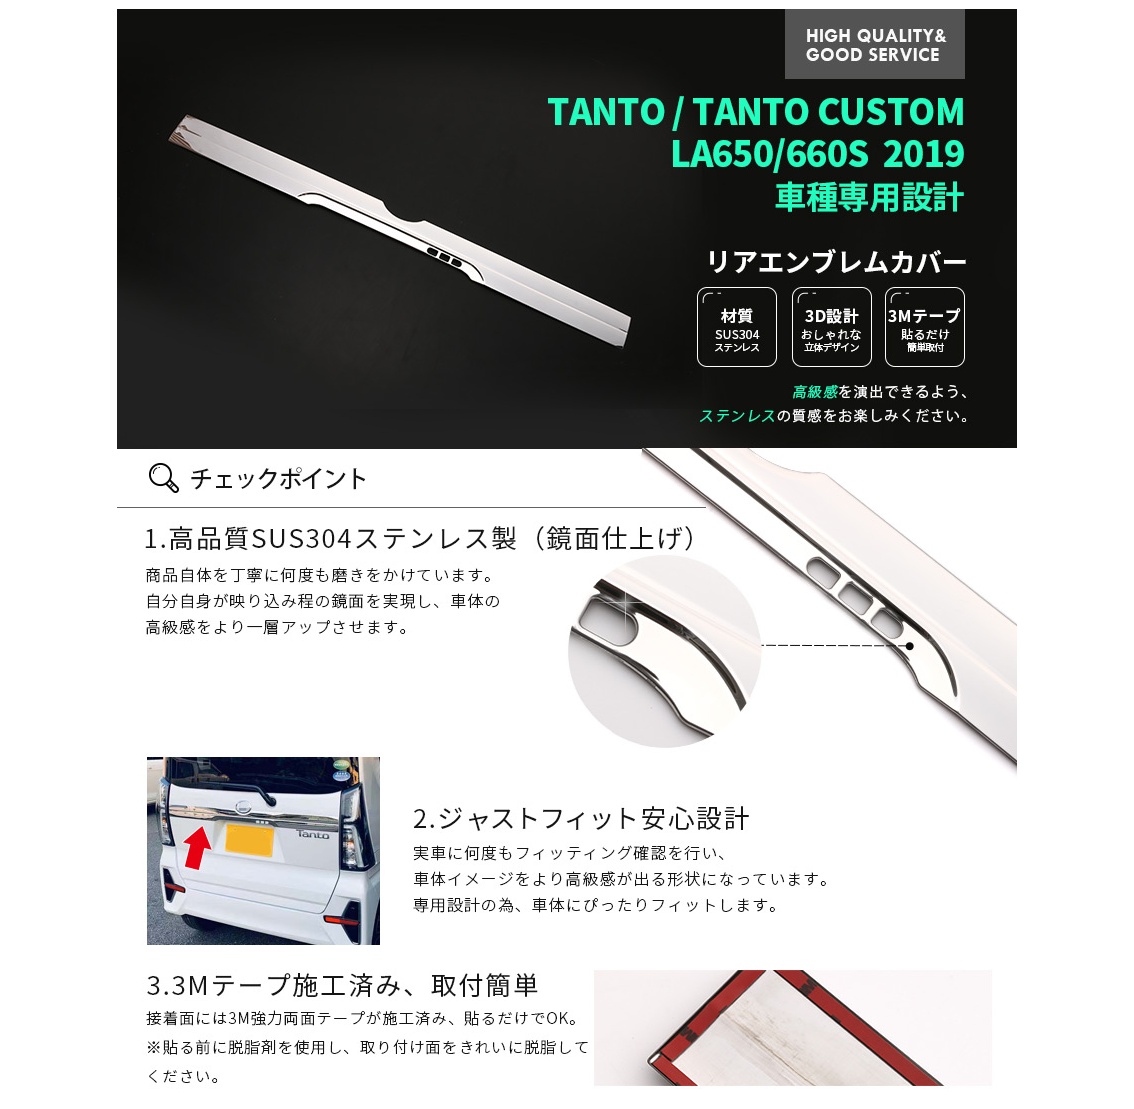 HIGH QUALITY&
GOOD SERVICE
TANTO / TANTO CUSTOM
LA650/660S 2019
車種専用設計
リアエンブレムカバー
材質
SUS304
ステンレス
3D設計
おしゃれな
立体デザイン
3Mテープ
貼るだけ
簡単取付
高級感を演出できるよう、
ステンレスの質感をお楽しみください。
チェックポイント
1.高品質SUS304ステンレス製（鏡面仕上げ）
商品自体を丁寧に何度も磨きをかけています。
自分自身が映り込み程の鏡面を実現し、車体の
高級感をより一層アップさせます。
Tanto
2.ジャストフィット安心設計
実車に何度もフィッティング確認を行い、
車体イメージをより高級感が出る形状になっています。
専用設計の為、車体にぴったりフィットします。
3.3Mテープ施工済み、取付簡単
接着面には3M強力両面テープが施工済み、貼るだけでOK。
※貼る前に脱脂剤を使用し、取り付け面をきれいに脱脂して
ください。